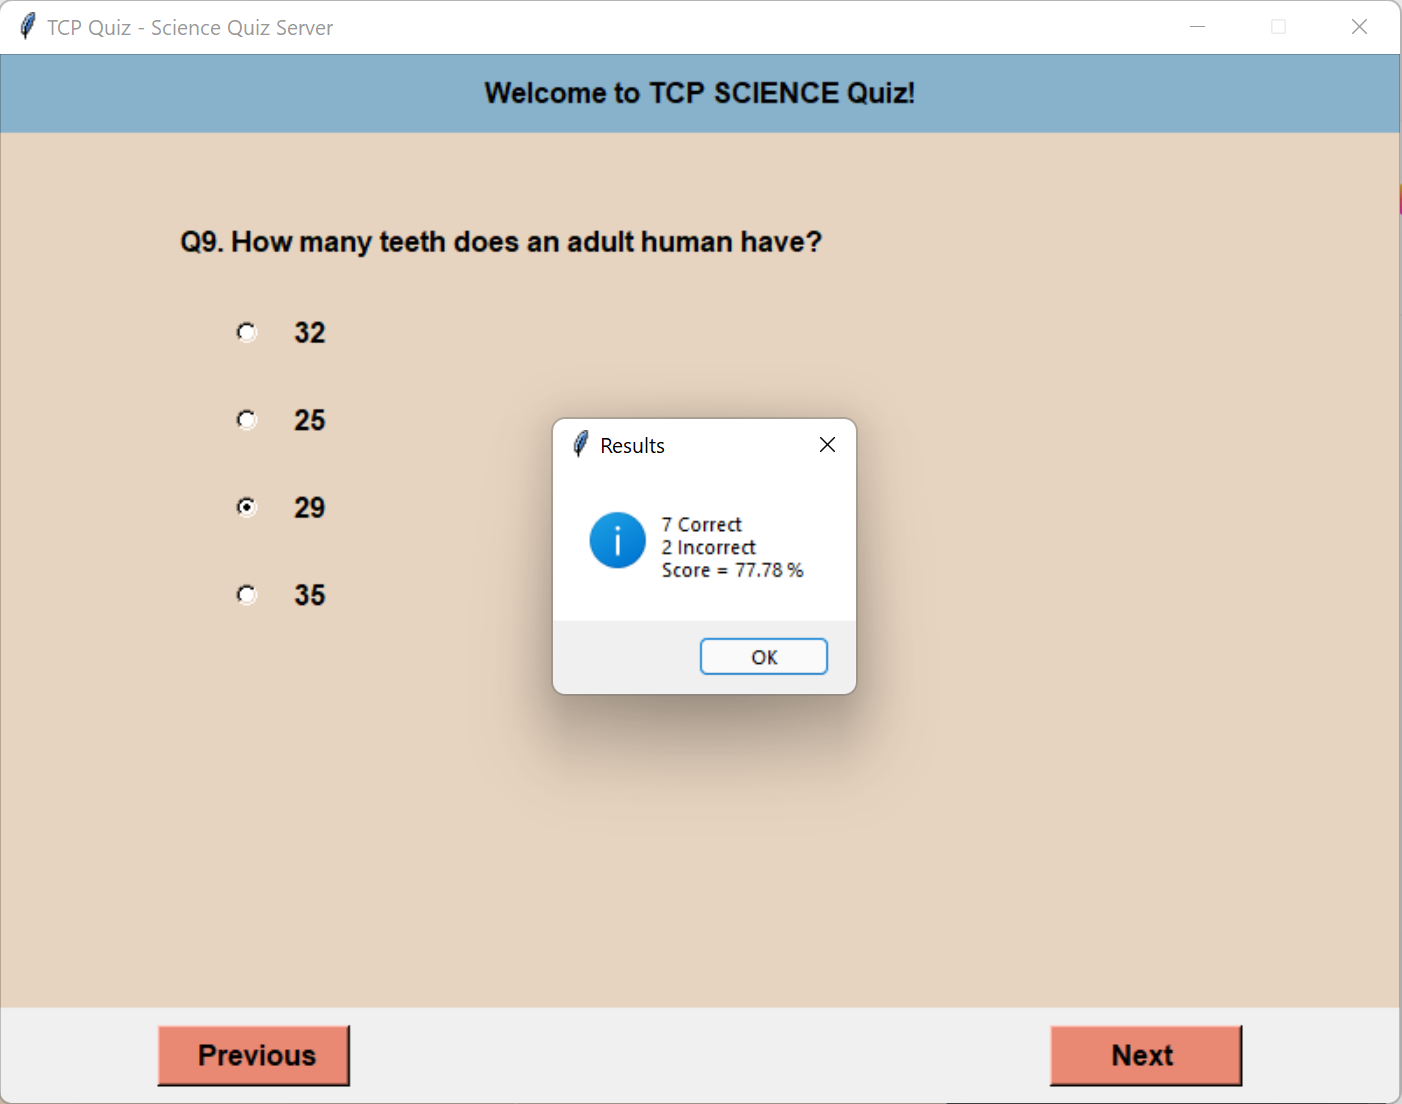 TCP Quiz - Science Quiz Server
Welcome to TCP SCIENCE Quiz!
Q9. How many teeth does an adult human have?
32
25
29
35
Results
7 Correct
2 Incorrect
Score = 77.78 %
OK
Previous
Next